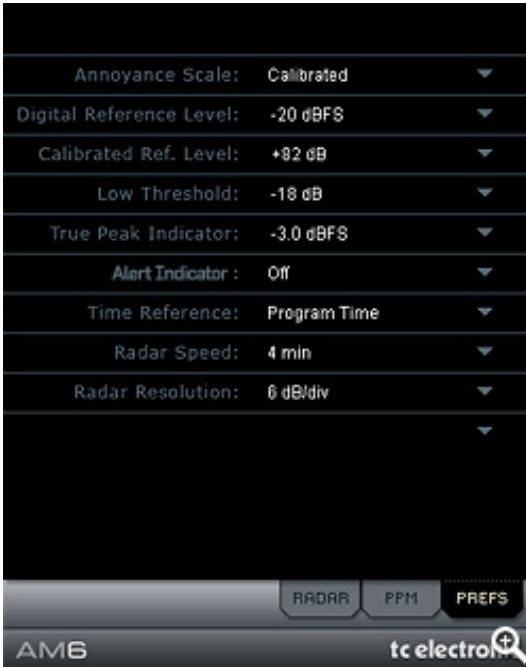 Annoyance Scale: Calibrated
Digital Reference Level: -20 dBFS
Calibrated Ref. Level: +82 dB
Low Threshold: -18 dB
True Peak Indicator: -3.0 dBFS
Alert Indicator : Off
Time Reference: Program Time
Radar Speed: 4 min
Radar Resolution: 6 dB/div
RADAR PPM PREFS
AM6 tc electron